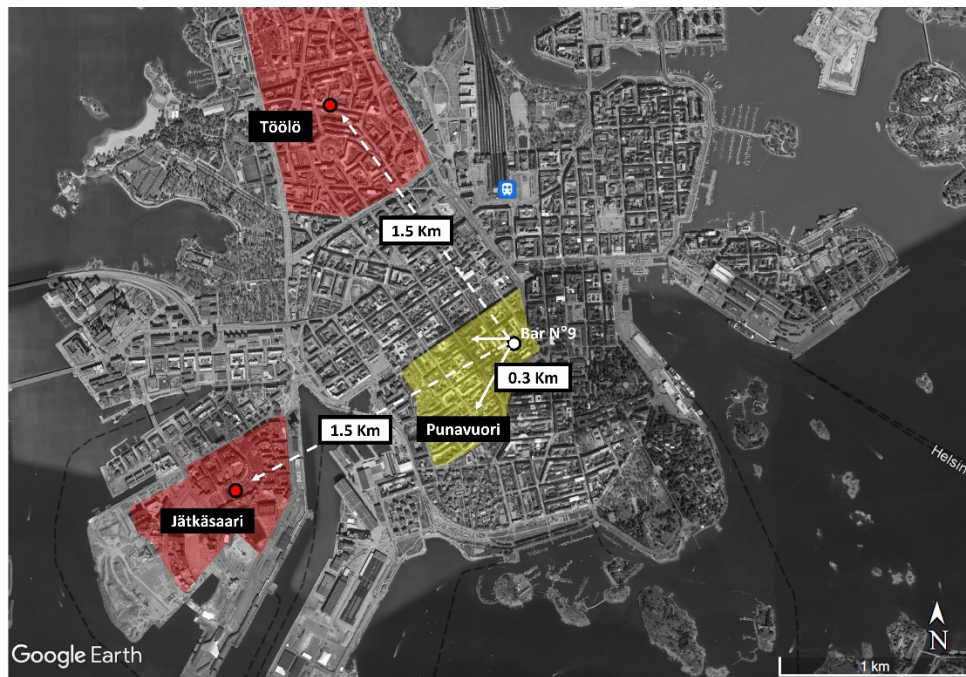 Töölö
1.5 Km
Bar N°9
0.3 Km
Punavuori
1.5 Km
Jätkäsaari
Helsin
N
Google Earth
1 km